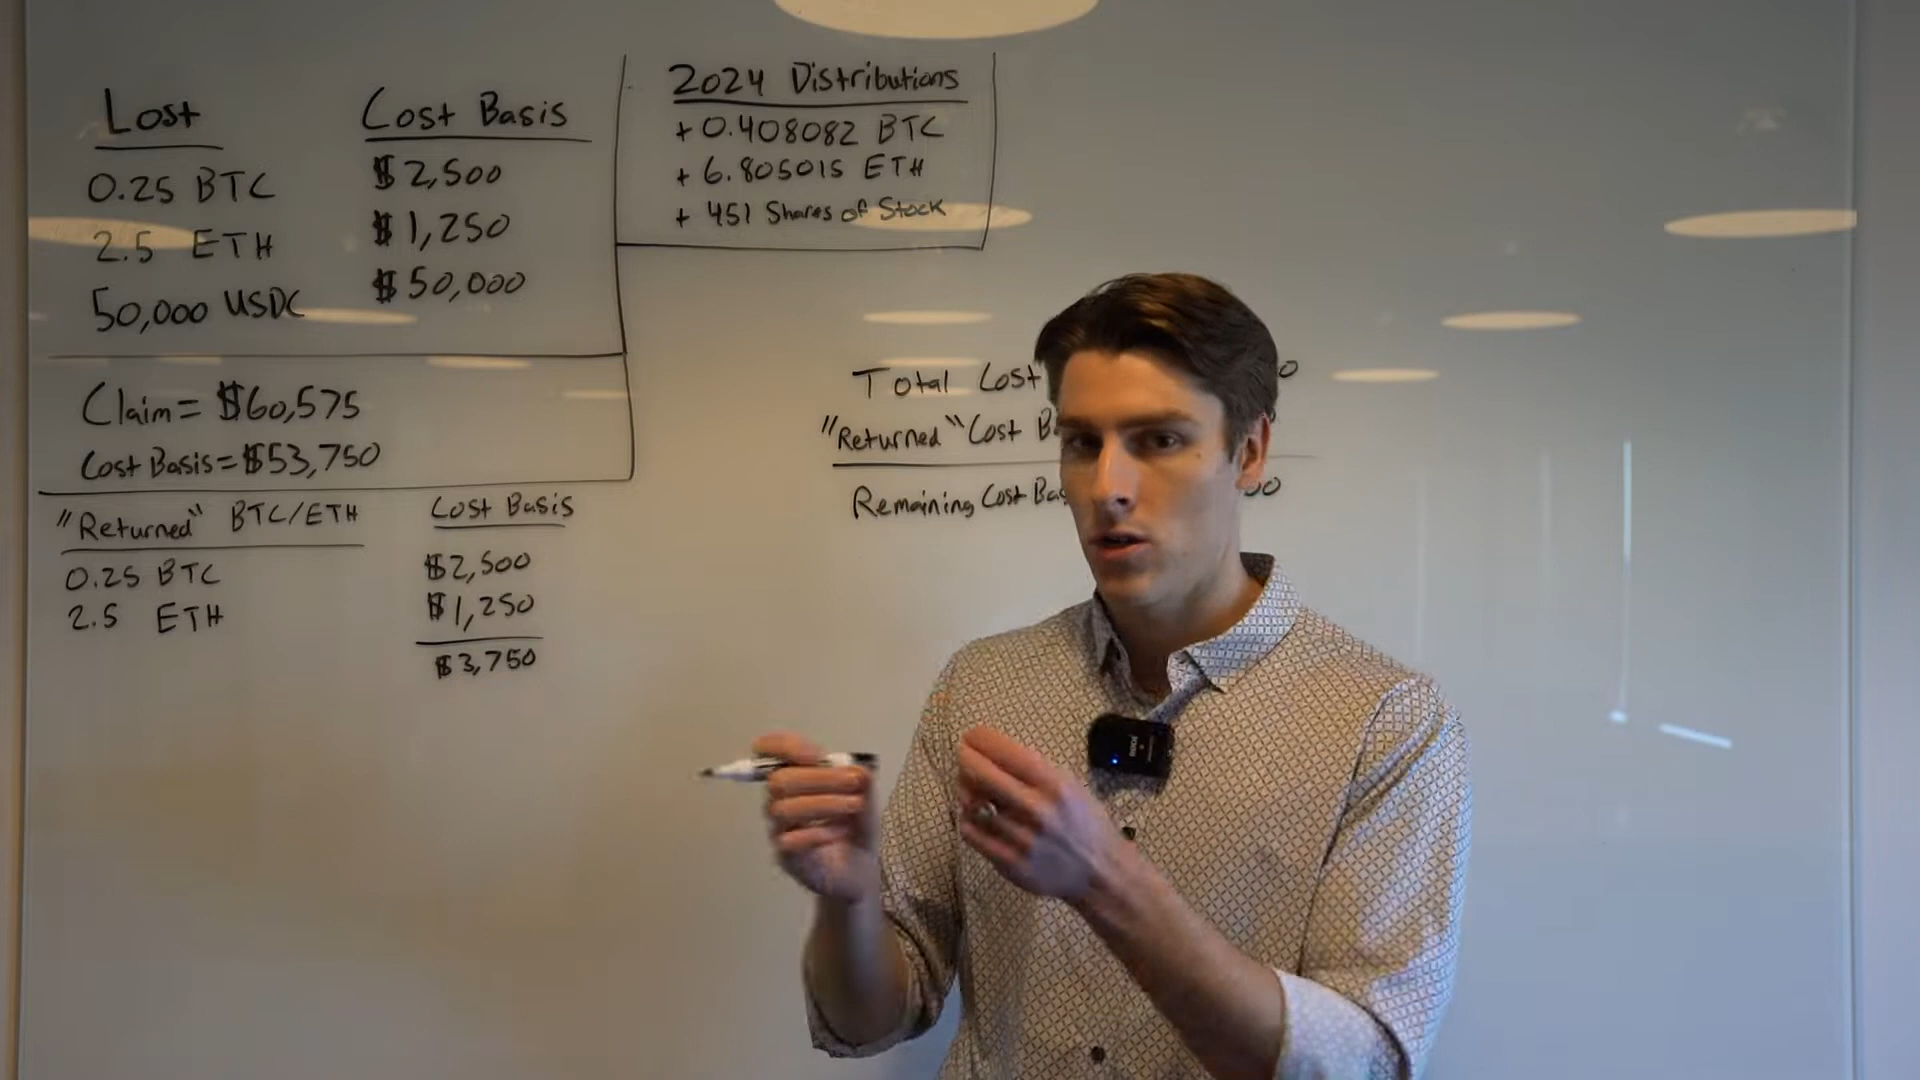 Lost
Cost Basis
0.25 BTC
$2,500
2.5 ETH
$1,250
50,000 USDC
$50,000
2024 Distributions
+ 0.408082 BTC
+ 6.805015 ETH
+ 451 Shares of Stock
Claim = $60,575
Cost Basis = $53,750
"Returned" BTC/ETH
Cost Basis
0.25 BTC
$2,500
2.5 ETH
$1,250
$3,750
Total Cost
"Returned" Cost
Remaining Cost